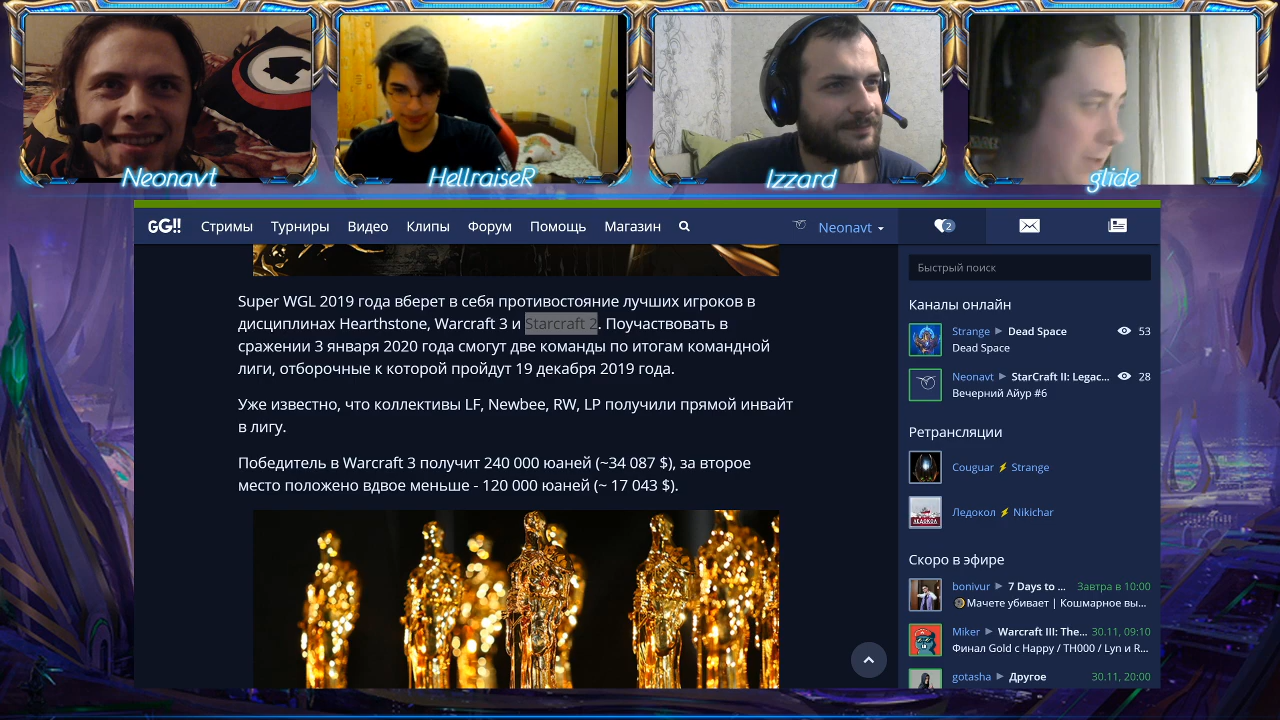 Neonavt
HellraiseR
Izzard
glide
GG!!
Стримы
Турниры
Видео
Клипы
Форум
Помощь
Магазин
Neonavt
2
Super WGL 2019 года вберет в себя противостояние лучших игроков в
дисциплинах Hearthstone, Warcraft 3 и Starcraft 2. Поучаствовать в
сражении 3 января 2020 года смогут две команды по итогам командной
лиги, отборочные к которой пройдут 19 декабря 2019 года.
Уже известно, что коллективы LF, Newbee, RW, LP получили прямой инвайт
в лигу.
Победитель в Warcraft 3 получит 240 000 юаней (~34 087 $), за второе
место положено вдвое меньше - 120 000 юаней (~ 17 043 $).
Быстрый поиск
Каналы онлайн
Strange Dead Space 53
Dead Space
Neonavt StarCraft II: Legac... 28
Вечерний Айур #6
Ретрансляции
Couguar Strange
Ледокол Nikichar
Скоро в эфире
bonivur 7 Days to ... Завтра в 10:00
Мачете убивает | Кошмарное вы...
Miker Warcraft III: The... 30.11, 09:10
Финал Gold c Happy / TH000 / Lyn и R...
gotasha Другое 30.11, 20:00